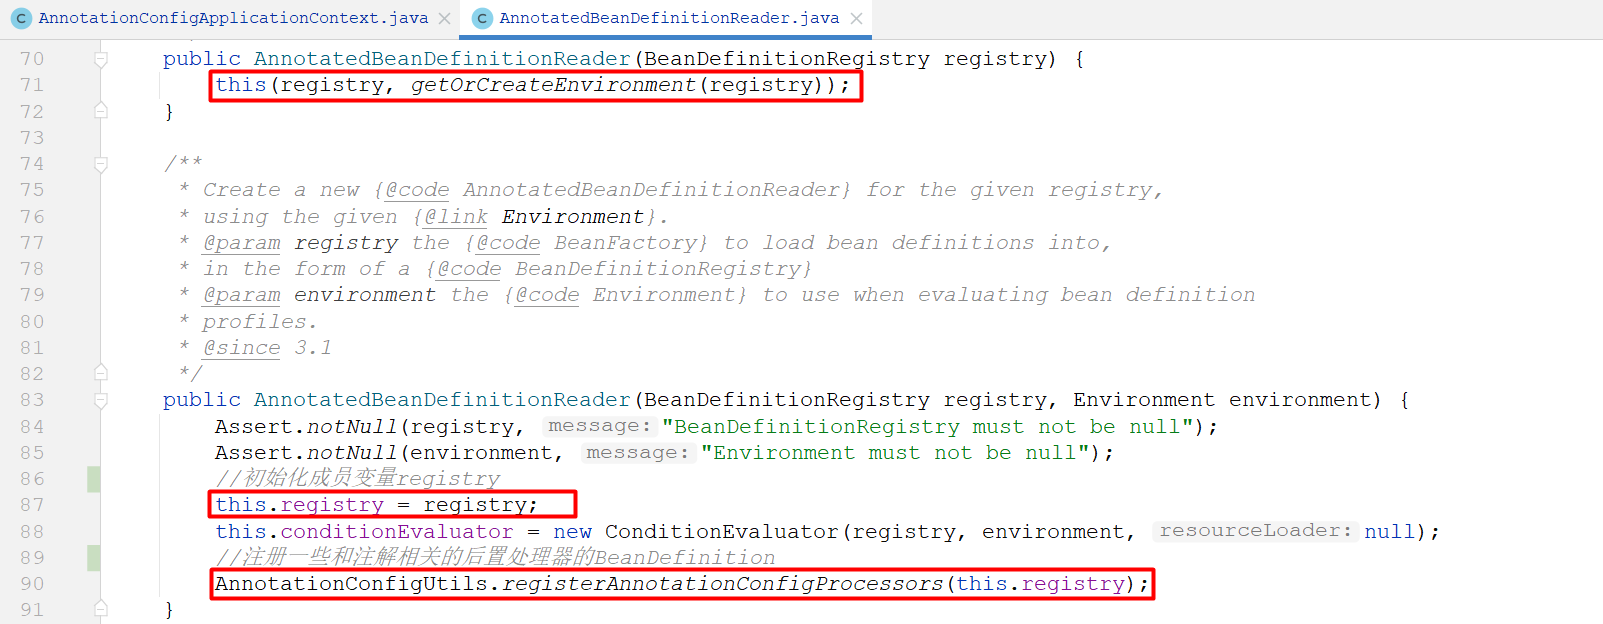 AnnotationConfigApplicationContext.java AnnotatedBeanDefinitionReader.java
70 public AnnotatedBeanDefinitionReader(BeanDefinitionRegistry registry) {
71 this(registry, getOrCreateEnvironment(registry));
72 }
73
74 /**
75 * Create a new {@code AnnotatedBeanDefinitionReader} for the given registry,
76 * using the given {@link Environment}.
77 * @param registry the {@code BeanFactory} to load bean definitions into,
78 * in the form of a {@code BeanDefinitionRegistry}
79 * @param environment the {@code Environment} to use when evaluating bean definition
80 * profiles.
81 * @since 3.1
82 */
83 public AnnotatedBeanDefinitionReader(BeanDefinitionRegistry registry, Environment environment) {
84 Assert.notNull(registry, message: "BeanDefinitionRegistry must not be null");
85 Assert.notNull(environment, message: "Environment must not be null");
86 //初始化成员变量registry
87 this.registry = registry;
88 this.conditionEvaluator = new ConditionEvaluator(registry, environment, resourceLoader: null);
89 //注册一些和注解相关的后置处理器的BeanDefinition
90 AnnotationConfigUtils.registerAnnotationConfigProcessors(this.registry);
91 }